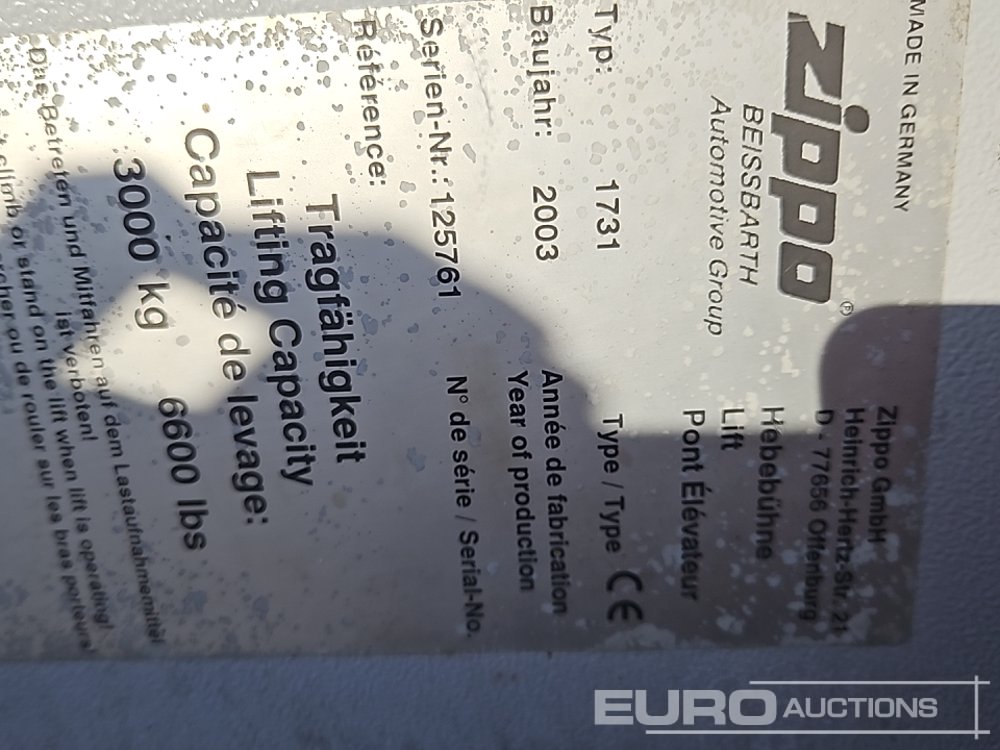 MADE IN GERMANY
zippo ®
BEISSBARTH
Automotive Group
Zippo GmbH
Heinrich-Hertz-Str. 21
D - 77656 Offenburg
Hebebühne
Lift
Pont Élévateur
Typ: 1731 Type / Type CE
Baujahr: 2003 Année de fabrication
Year of production
Serien-Nr.: 125761 N° de série / Serial-No.
Référence:
Tragfähigkeit
Lifting Capacity
Capacité de levage:
3000 kg 6600 lbs
Das Betreten und Mitfahren auf dem Lastaufnahmemittel
ist verboten!
climb or stand on the lift when lift is operating!
ou de rouler sur les bras porteurs
EURO AUCTIONS